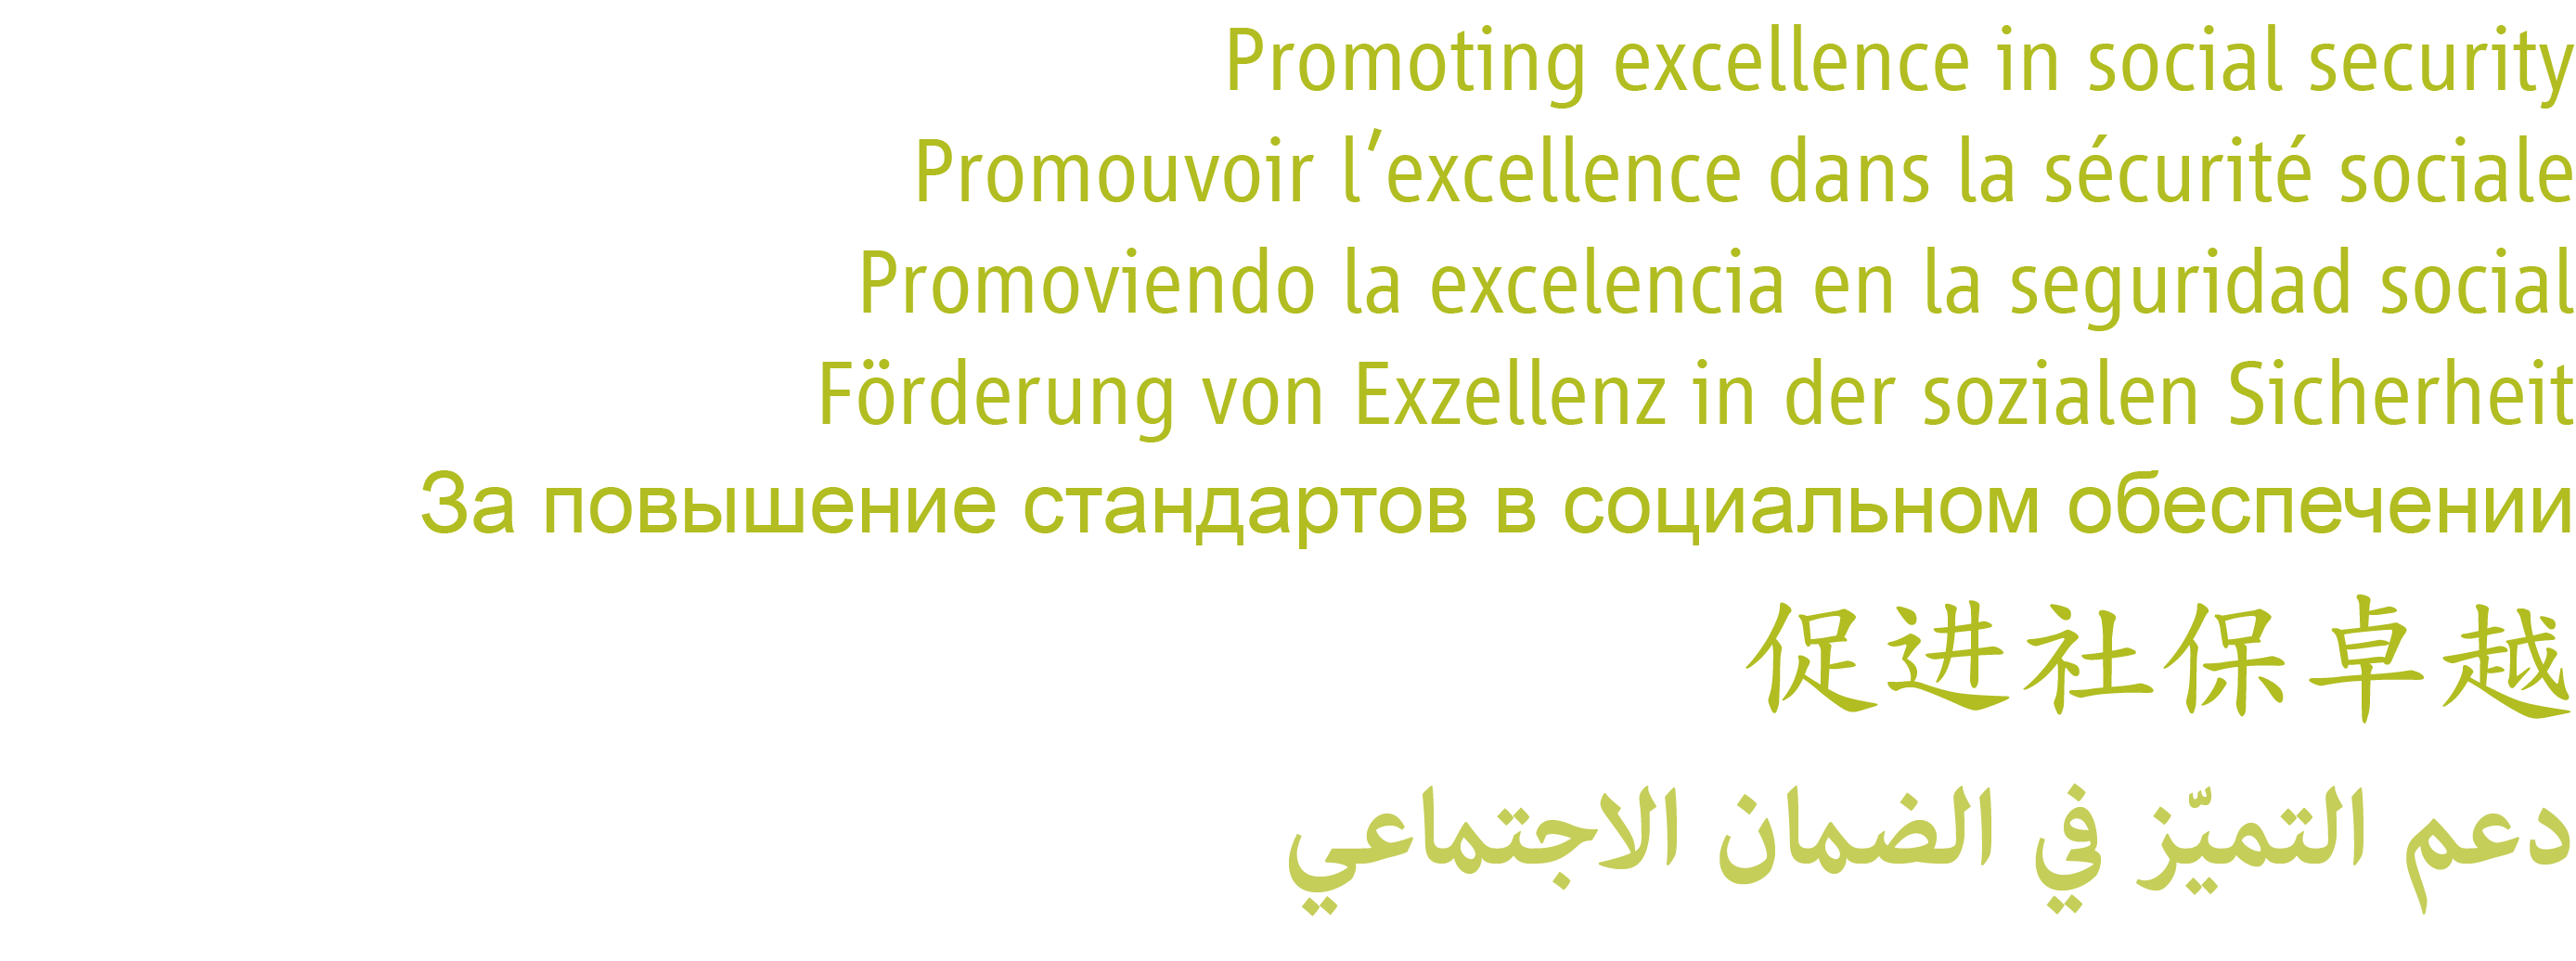 Promoting excellence in social security
Promouvoir l’excellence dans la sécurité sociale
Promoviendo la excelencia en la seguridad social
Förderung von Exzellenz in der sozialen Sicherheit
За повышение стандартов в социальном обеспечении
促进社保卓越
دعم التميّز في الضمان الاجتماعي